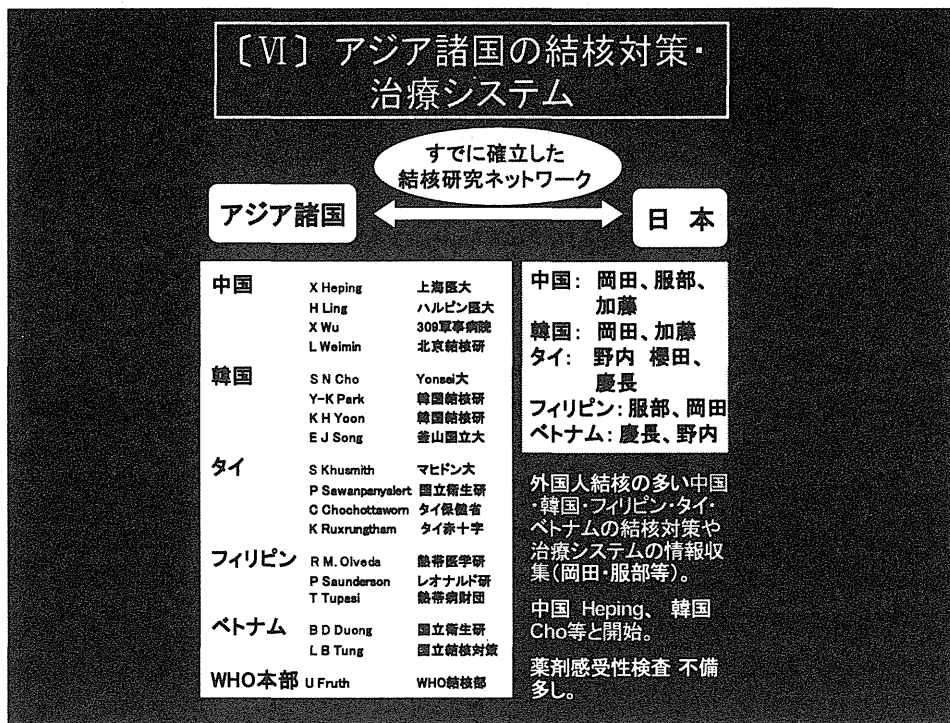 〔Ⅵ〕アジア諸国の結核対策・
治療システム
すでに確立した
結核研究ネットワーク
アジア諸国
日 本
中国 X Heping 上海医大
H Ling ハルピン医大
X Wu 309軍事病院
L Weimin 北京結核研
韓国 S N Cho Yonsei大
Y-K Park 韓国結核研
K H Yoon 韓国結核研
E J Song 釜山国立大
タイ S Khusmith マヒドン大
P Sawanpanyalert 国立衛生研
C Chochottaworn タイ保健省
K Ruxrungtham タイ赤十字
フィリピン R M. Olveda 熱帯医学研
P Saunderson レオナルド研
T Tupasi 熱帯病財団
ベトナム B D Duong 国立衛生研
L B Tung 国立結核対策
WHO本部 U Fruth WHO結核部
中国： 岡田、服部、
加藤
韓国： 岡田、加藤
タイ： 野内 櫻田、
慶長
フィリピン：服部、岡田
ベトナム：慶長、野内
外国人結核の多い中国
・韓国・フィリピン・タイ・
ベトナムの結核対策や
治療システムの情報収
集(岡田・服部等)。
中国 Heping、 韓国
Cho等と開始。
薬剤感受性検査 不備
多し。